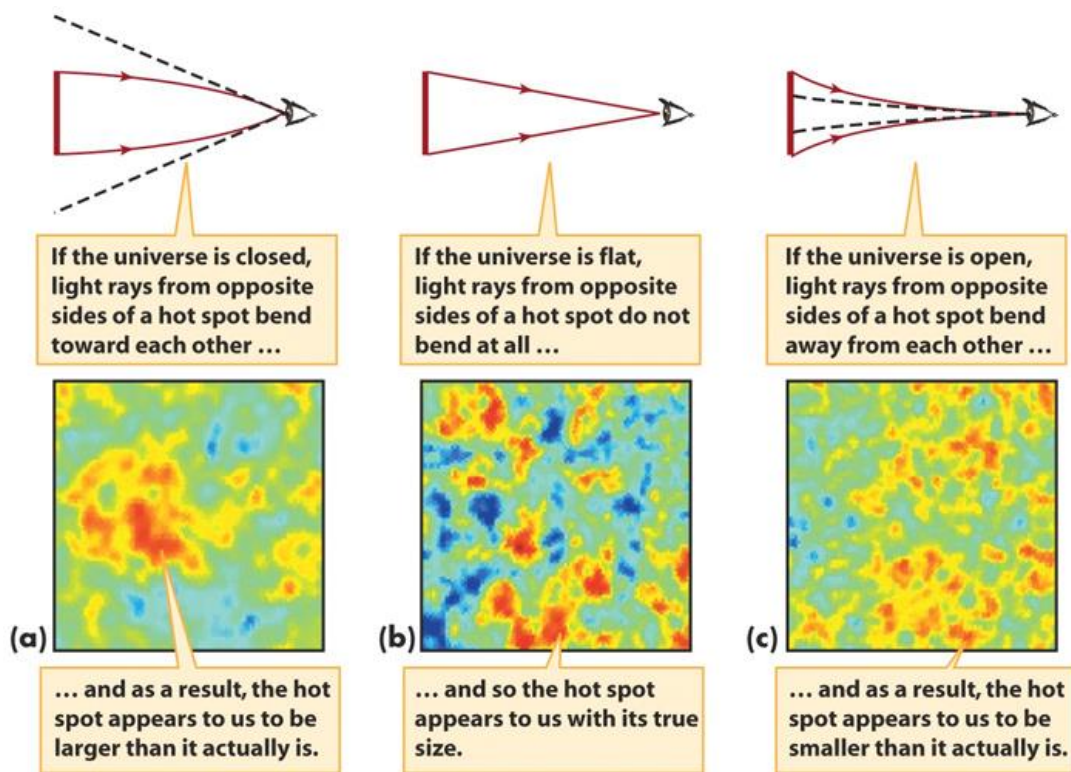 If the universe is closed,
light rays from opposite
sides of a hot spot bend
toward each other …
If the universe is flat,
light rays from opposite
sides of a hot spot do not
bend at all …
If the universe is open,
light rays from opposite
sides of a hot spot bend
away from each other …
(a)
(b)
(c)
… and as a result, the hot
spot appears to us to be
larger than it actually is.
… and so the hot spot
appears to us with its true
size.
… and as a result, the hot
spot appears to us to be
smaller than it actually is.